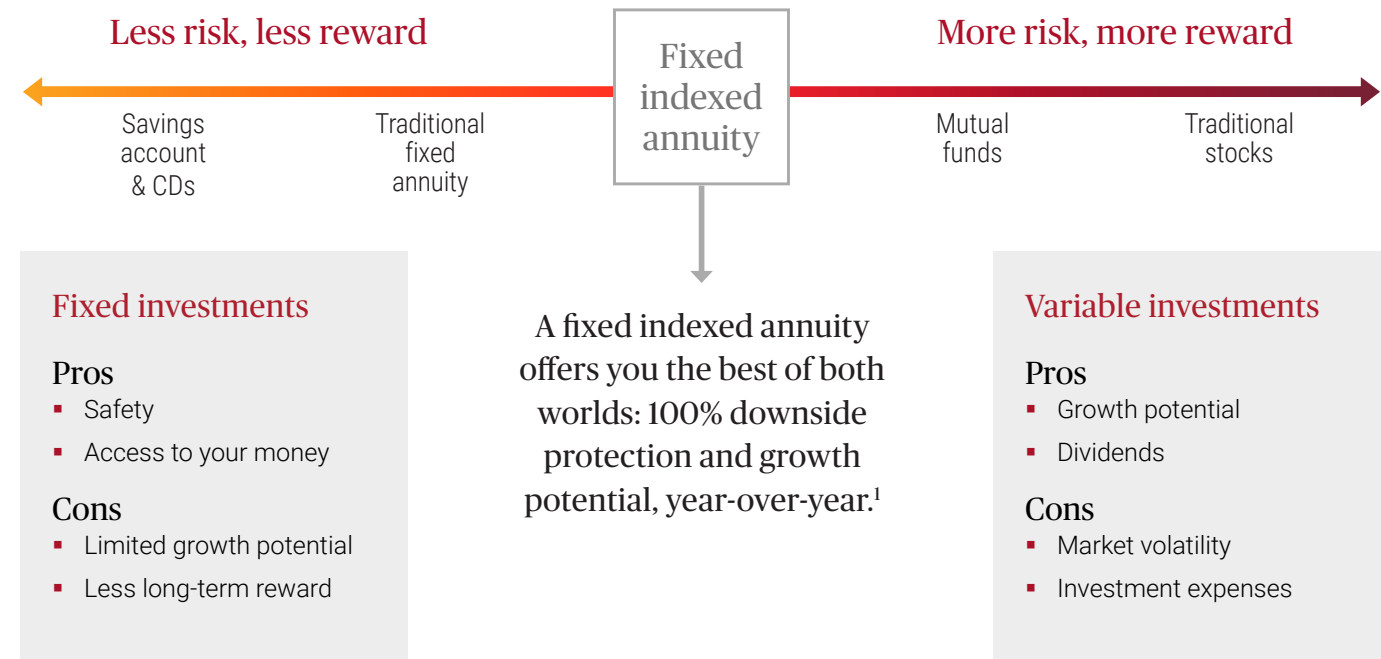 Less risk, less reward
More risk, more reward
Fixed
indexed
annuity
Savings
account
& CDs
Traditional
fixed
annuity
Mutual
funds
Traditional
stocks
Fixed investments
Pros
▪ Safety
▪ Access to your money
Cons
▪ Limited growth potential
▪ Less long-term reward
A fixed indexed annuity
offers you the best of both
worlds: 100% downside
protection and growth
potential, year-over-year.¹
Variable investments
Pros
▪ Growth potential
▪ Dividends
Cons
▪ Market volatility
▪ Investment expenses